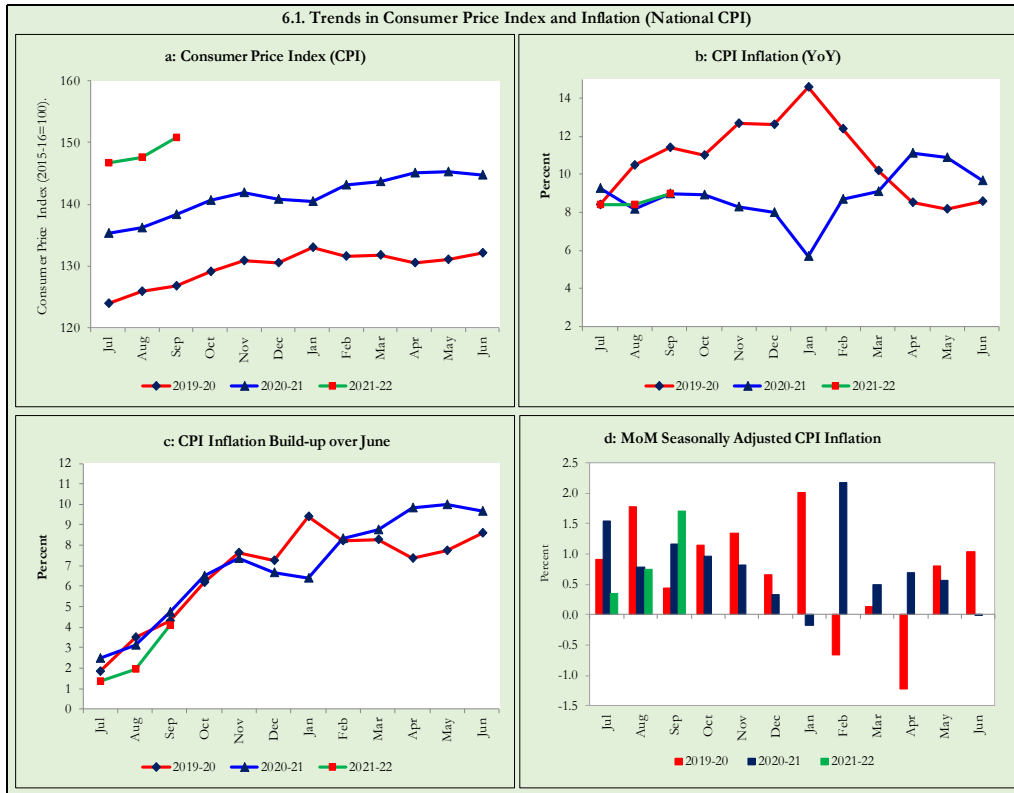 6.1. Trends in Consumer Price Index and Inflation (National CPI)
a: Consumer Price Index (CPI)
Consumer Price Index (2015-16=100).
160
150
140
130
120
Jul Aug Sep Oct Nov Dec Jan Feb Mar Apr May Jun
2019-20 2020-21 2021-22
b: CPI Inflation (YoY)
Percent
14
12
10
8
6
4
2
Jul Aug Sep Oct Nov Dec Jan Feb Mar Apr May Jun
2019-20 2020-21 2021-22
c: CPI Inflation Build-up over June
Percent
12
11
10
9
8
7
6
5
4
3
2
1
0
Jul Aug Sep Oct Nov Dec Jan Feb Mar Apr May Jun
2019-20 2020-21 2021-22
d: MoM Seasonally Adjusted CPI Inflation
Percent
2.5
2.0
1.5
1.0
0.5
0.0
-0.5
-1.0
-1.5
Jul Aug Sep Oct Nov Dec Jan Feb Mar Apr May Jun
2019-20 2020-21 2021-22